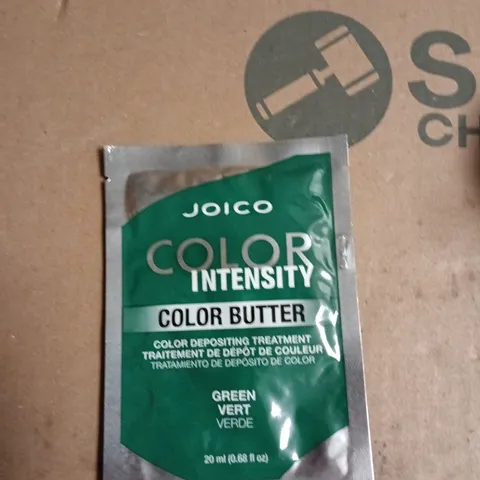 S
CH
JOICO
COLOR
INTENSITY
COLOR BUTTER
COLOR DEPOSITING TREATMENT
TRAITEMENT DE DÉPÔT DE COULEUR
TRATAMIENTO DE DEPÓSITO DE COLOR
GREEN
VERT
VERDE
20 ml (0.68 fl oz)